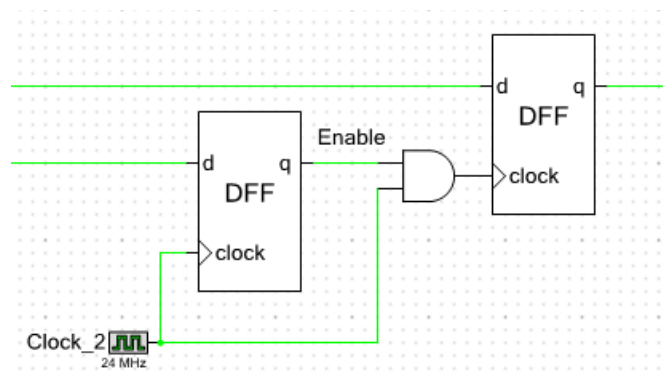 d q
DFF
clock
Enable
d q
DFF
clock
Clock_2
24 MHz